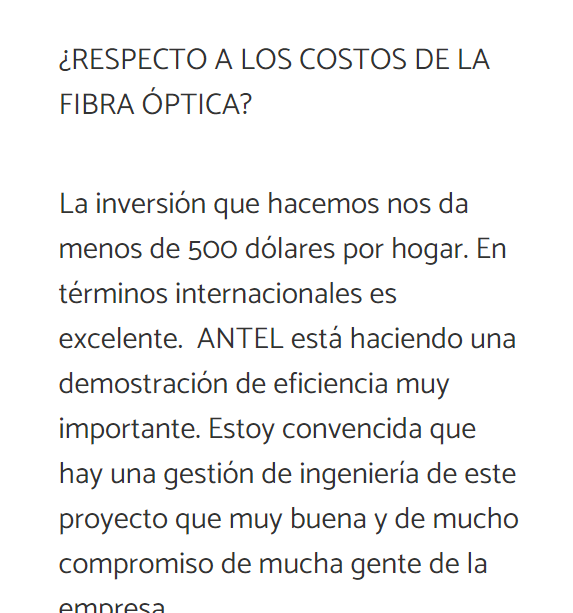 ¿RESPECTO A LOS COSTOS DE LA
FIBRA ÓPTICA?
La inversión que hacemos nos da
menos de 500 dólares por hogar. En
términos internacionales es
excelente.  ANTEL está haciendo una
demostración de eficiencia muy
importante. Estoy convencida que
hay una gestión de ingeniería de este
proyecto que muy buena y de mucho
compromiso de mucha gente de la
empresa